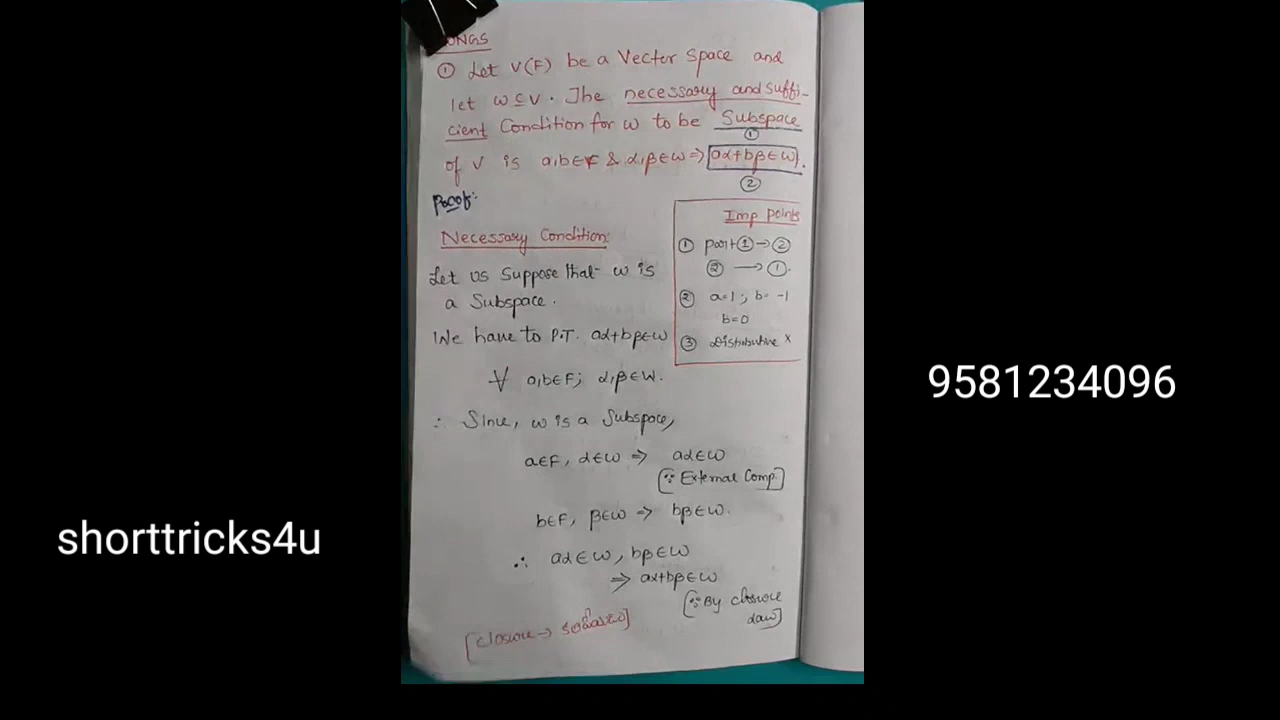 ONGS
① Let V(F) be a Vector Space and
let W ⊆ V. The necessary and suffi-
cient Condition for W to be Subspace
①
of V is a,b∈F & α,β∈W ⇒ aα+bβ∈W.
②
Proof:
Imp Points
① part ① → ②
② → ①.
② a=1; b=-1
b=0
③ Distributive ×
Necessary Condition:
Let us Suppose that W is
a Subspace.
We have to P.T. aα+bβ∈W
∀ a,b∈F; α,β∈W.
∴ Since, W is a Subspace,
a∈F, α∈W ⇒ aα∈W
[∵ External Comp.]
b∈F, β∈W ⇒ bβ∈W.
∴ aα∈W, bβ∈W
⇒ aα+bβ∈W
[∵ By closure
Law]
[closure →
9581234096
shorttricks4u